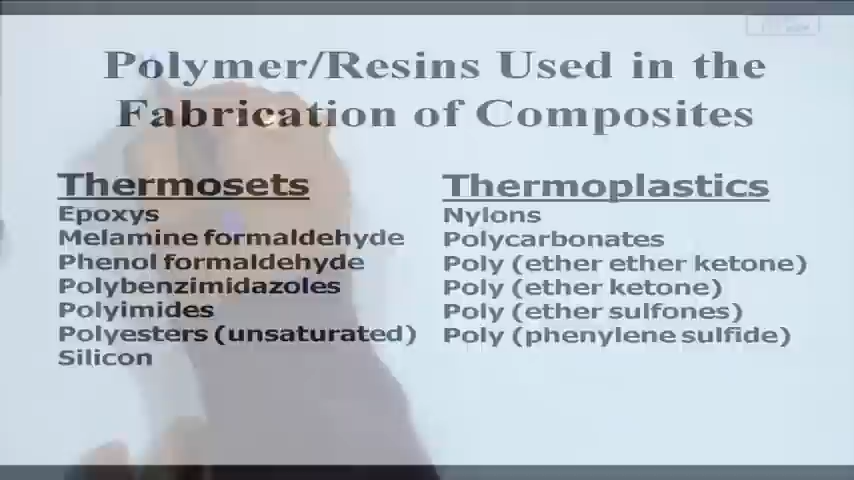 Polymer/Resins Used in the
Fabrication of Composites
Thermosets
Epoxys
Melamine formaldehyde
Phenol formaldehyde
Polybenzimidazoles
Polyimides
Polyesters (unsaturated)
Silicon
Thermoplastics
Nylons
Polycarbonates
Poly (ether ether ketone)
Poly (ether ketone)
Poly (ether sulfones)
Poly (phenylene sulfide)